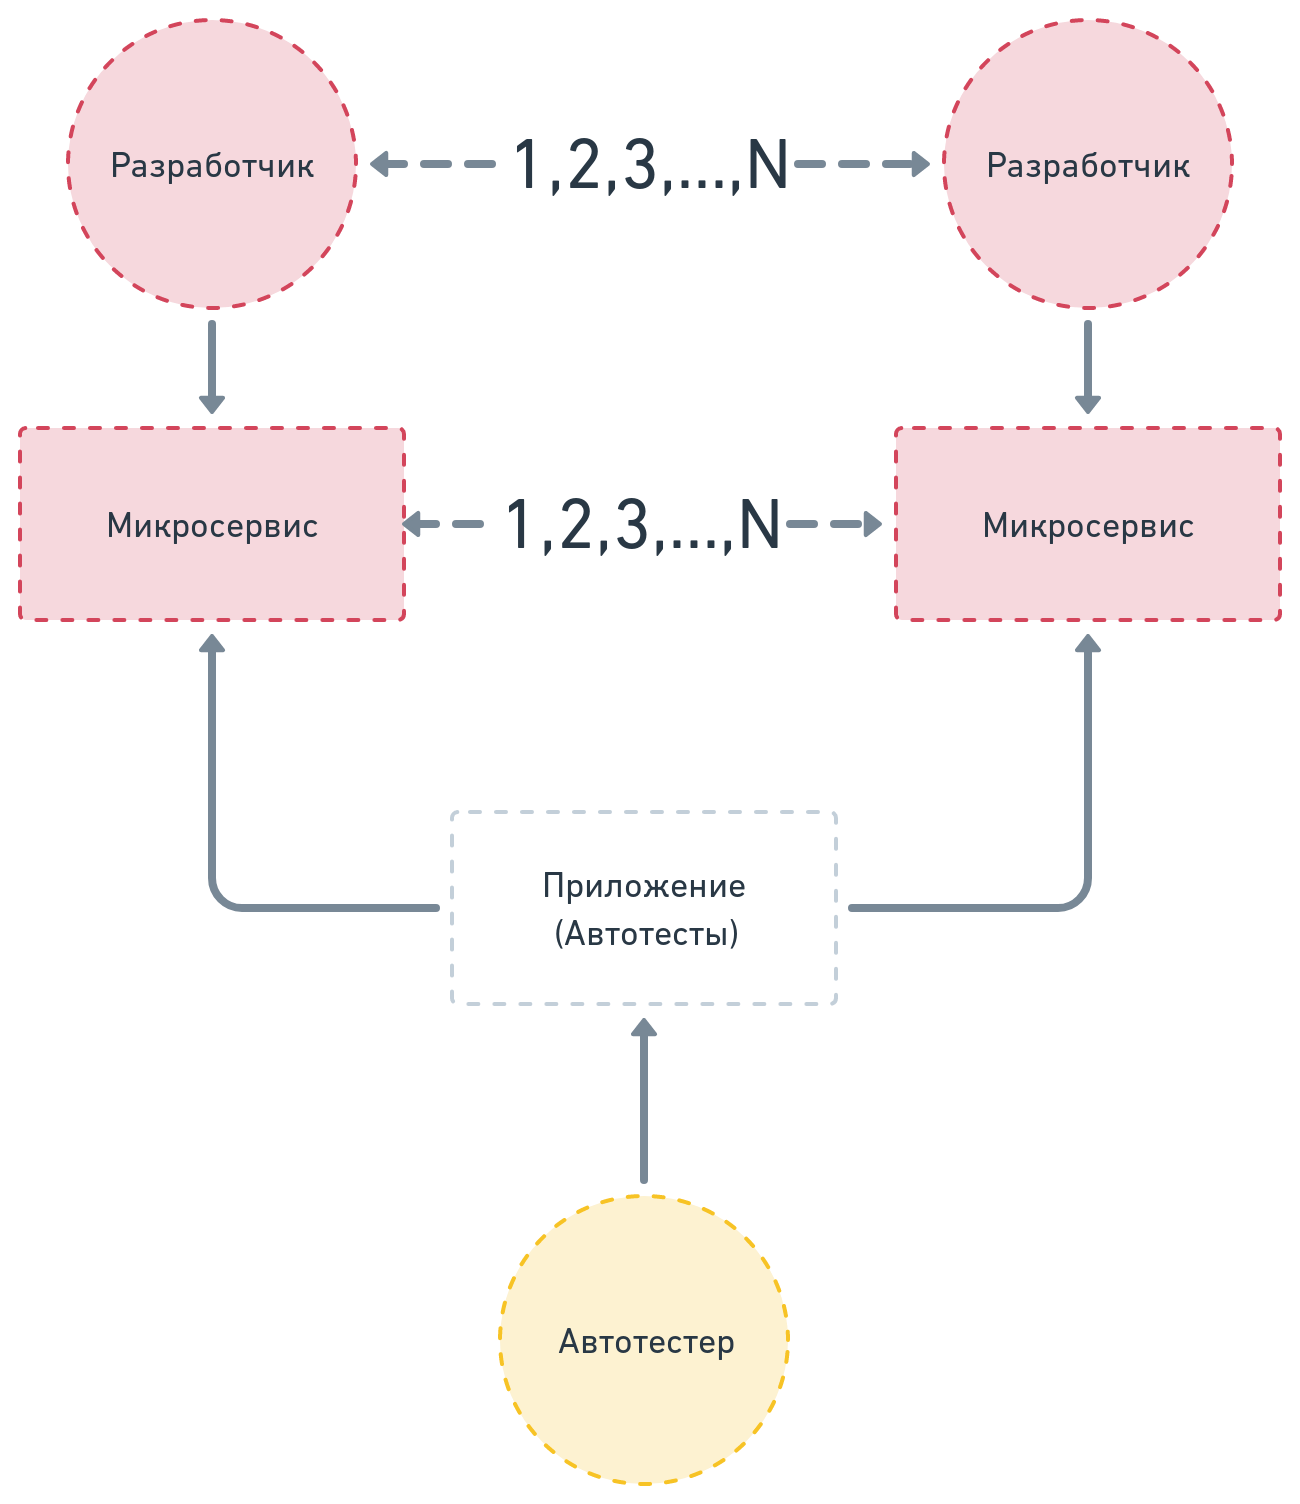 Разработчик
1,2,3,...,N
Разработчик
Микросервис
1,2,3,...,N
Микросервис
Приложение
(Автотесты)
Автотестер